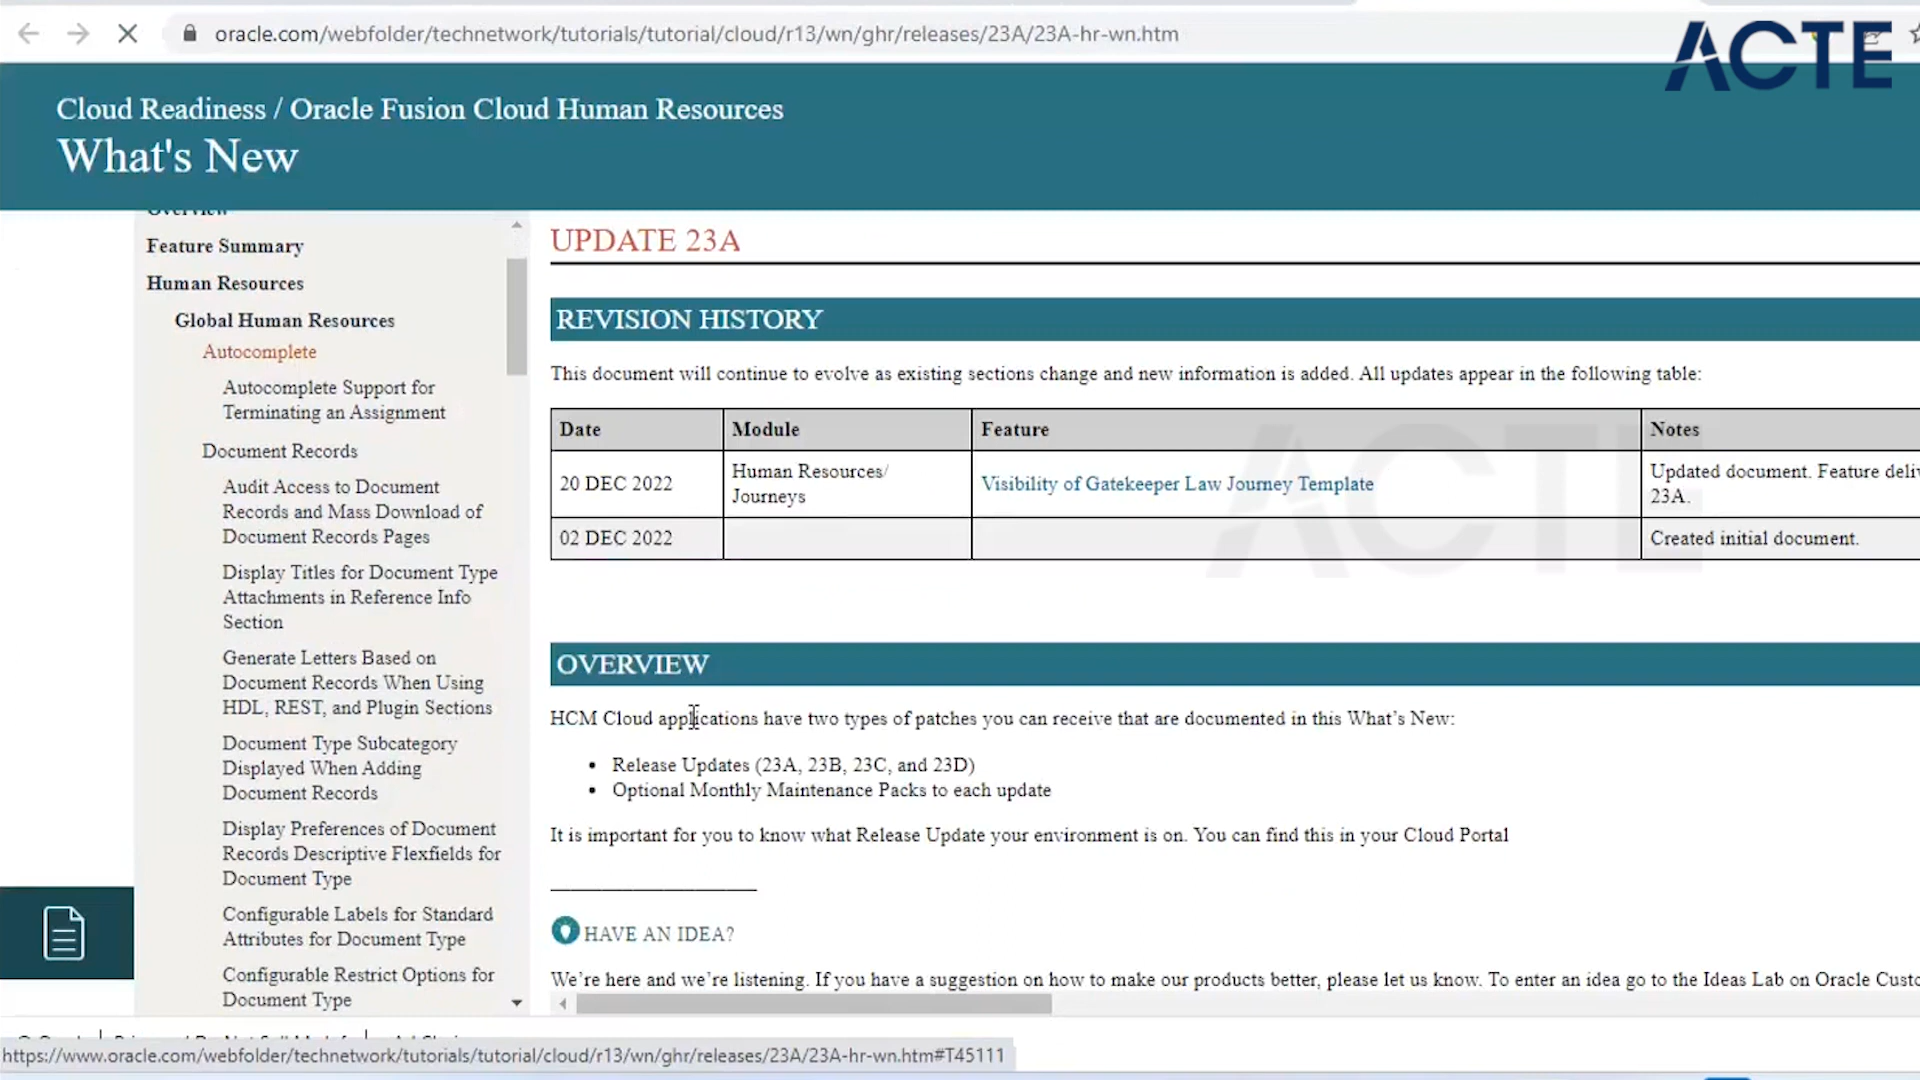 oracle.com/webfolder/technetwork/tutorials/tutorial/cloud/r13/wn/ghr/releases/23A/23A-hr-wn.htm
ACTE
Cloud Readiness / Oracle Fusion Cloud Human Resources
What's New
Overview
Feature Summary
Human Resources
Global Human Resources
Autocomplete
Autocomplete Support for
Terminating an Assignment
Document Records
Audit Access to Document
Records and Mass Download of
Document Records Pages
Display Titles for Document Type
Attachments in Reference Info
Section
Generate Letters Based on
Document Records When Using
HDL, REST, and Plugin Sections
Document Type Subcategory
Displayed When Adding
Document Records
Display Preferences of Document
Records Descriptive Flexfields for
Document Type
Configurable Labels for Standard
Attributes for Document Type
Configurable Restrict Options for
Document Type
UPDATE 23A
REVISION HISTORY
This document will continue to evolve as existing sections change and new information is added. All updates appear in the following table:
Date Module Feature Notes
20 DEC 2022 Human Resources/
Journeys Visibility of Gatekeeper Law Journey Template Updated document. Feature deliv
23A.
02 DEC 2022 Created initial document.
ACTE
OVERVIEW
HCM Cloud applications have two types of patches you can receive that are documented in this What's New:
• Release Updates (23A, 23B, 23C, and 23D)
• Optional Monthly Maintenance Packs to each update
It is important for you to know what Release Update your environment is on. You can find this in your Cloud Portal
HAVE AN IDEA?
We're here and we're listening. If you have a suggestion on how to make our products better, please let us know. To enter an idea go to the Ideas Lab on Oracle Custo
https://www.oracle.com/webfolder/technetwork/tutorials/tutorial/cloud/r13/wn/ghr/releases/23A/23A-hr-wn.htm#T45111